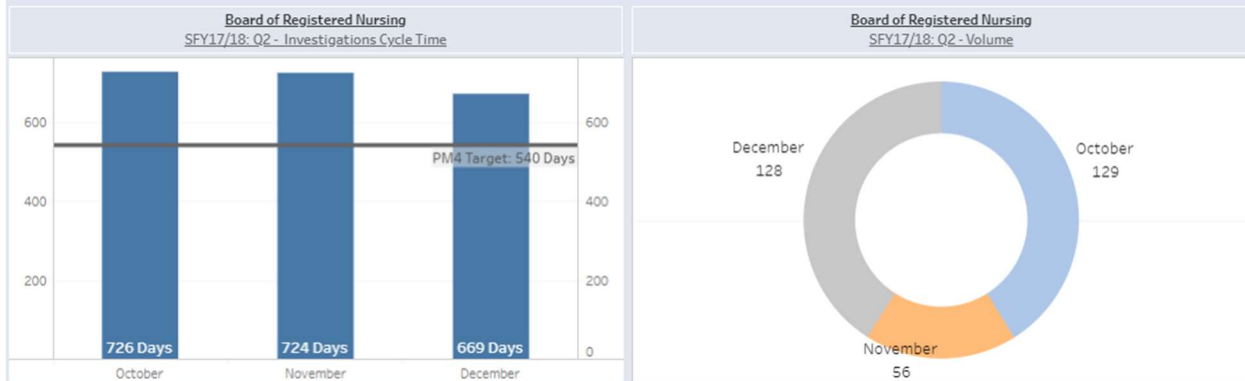 Board of Registered Nursing
SFY17/18: Q2 - Investigations Cycle Time
600
400
200
600
400
200
0
PM4 Target: 540 Days
726 Days
724 Days
669 Days
October
November
December
Board of Registered Nursing
SFY17/18: Q2 - Volume
December
128
October
129
November
56